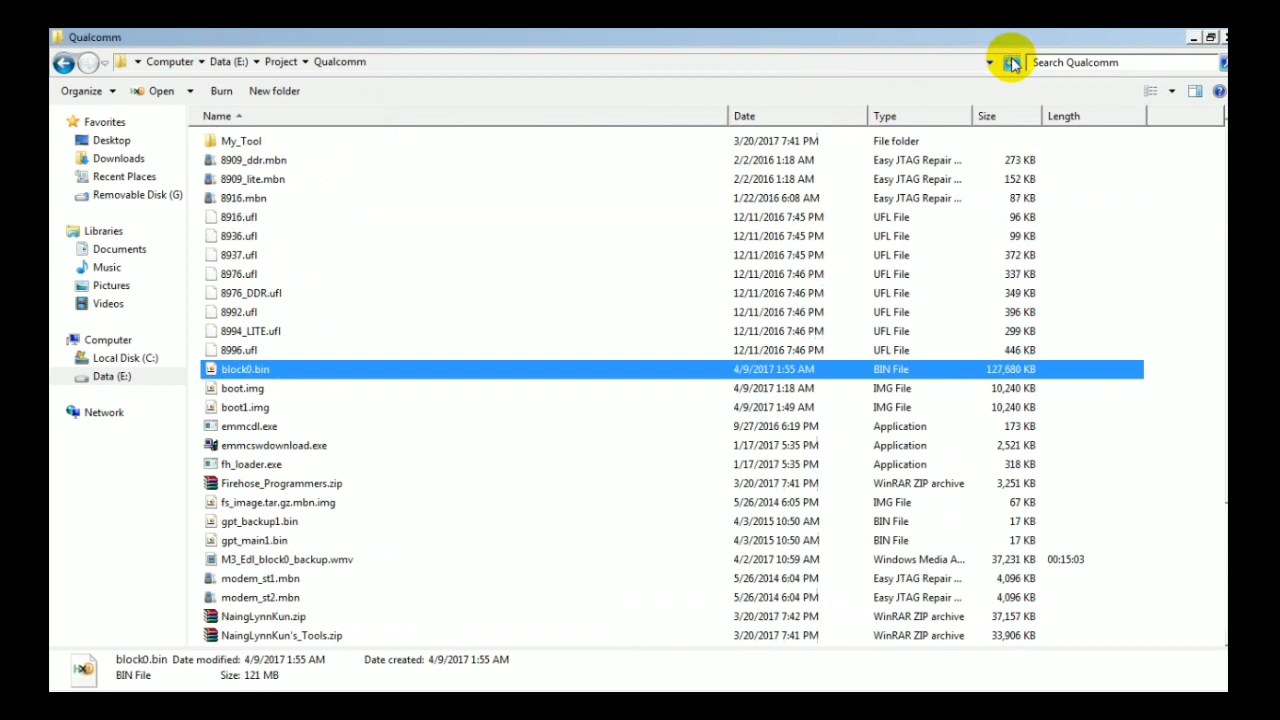 Qualcomm
Computer Data (E:) Project Qualcomm
Search Qualcomm
Organize Open Burn New folder
Name Date Type Size Length
Favorites
Desktop
Downloads
Recent Places
Removable Disk (G)
Libraries
Documents
Music
Pictures
Videos
Computer
Local Disk (C:)
Data (E:)
Network
My_Tool 3/20/2017 7:41 PM File folder
8909_ddr.mbn 2/2/2016 1:18 AM Easy JTAG Repair ... 273 KB
8909_lite.mbn 2/2/2016 1:18 AM Easy JTAG Repair ... 152 KB
8916.mbn 1/22/2016 6:08 AM Easy JTAG Repair ... 87 KB
8916.ufl 12/11/2016 7:45 PM UFL File 96 KB
8936.ufl 12/11/2016 7:45 PM UFL File 99 KB
8937.ufl 12/11/2016 7:45 PM UFL File 372 KB
8976.ufl 12/11/2016 7:46 PM UFL File 337 KB
8976_DDR.ufl 12/11/2016 7:46 PM UFL File 349 KB
8992.ufl 12/11/2016 7:46 PM UFL File 396 KB
8994_LITE.ufl 12/11/2016 7:46 PM UFL File 299 KB
8996.ufl 12/11/2016 7:46 PM UFL File 446 KB
block0.bin 4/9/2017 1:55 AM BIN File 127,680 KB
boot.img 4/9/2017 1:18 AM IMG File 10,240 KB
boot1.img 4/9/2017 1:49 AM IMG File 10,240 KB
emmcdl.exe 9/27/2016 6:19 PM Application 173 KB
emmcswdownload.exe 1/17/2017 5:35 PM Application 2,521 KB
fh_loader.exe 1/17/2017 5:35 PM Application 318 KB
Firehose_Programmers.zip 3/20/2017 7:41 PM WinRAR ZIP archive 3,251 KB
fs_image.tar.gz.mbn.img 5/26/2014 6:05 PM IMG File 67 KB
gpt_backup1.bin 4/3/2015 10:50 AM BIN File 17 KB
gpt_main1.bin 4/3/2015 10:50 AM BIN File 17 KB
M3_Edl_block0_backup.wmv 4/2/2017 10:59 AM Windows Media A... 37,231 KB 00:15:03
modem_st1.mbn 5/26/2014 6:04 PM Easy JTAG Repair ... 4,096 KB
modem_st2.mbn 5/26/2014 6:04 PM Easy JTAG Repair ... 4,096 KB
NaingLynnKun.zip 3/20/2017 7:42 PM WinRAR ZIP archive 37,157 KB
NaingLynnKun's_Tools.zip 3/20/2017 7:41 PM WinRAR ZIP archive 33,906 KB
block0.bin Date modified: 4/9/2017 1:55 AM Date created: 4/9/2017 1:55 AM
BIN File Size: 121 MB